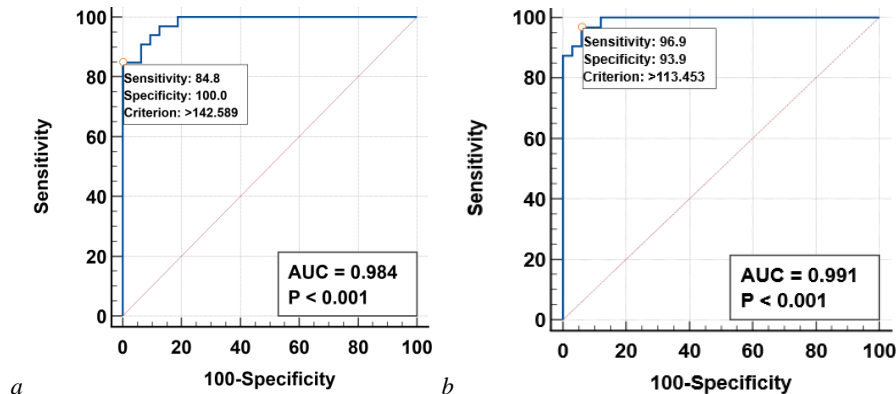 100
80
60
40
20
0
Sensitivity
Sensitivity: 84.8
Specificity: 100.0
Criterion: >142.589
AUC = 0.984
P < 0.001
0 20 40 60 80 100
100-Specificity
a
100
80
60
40
20
0
Sensitivity
Sensitivity: 96.9
Specificity: 93.9
Criterion: >113.453
AUC = 0.991
P < 0.001
0 20 40 60 80 100
100-Specificity
b